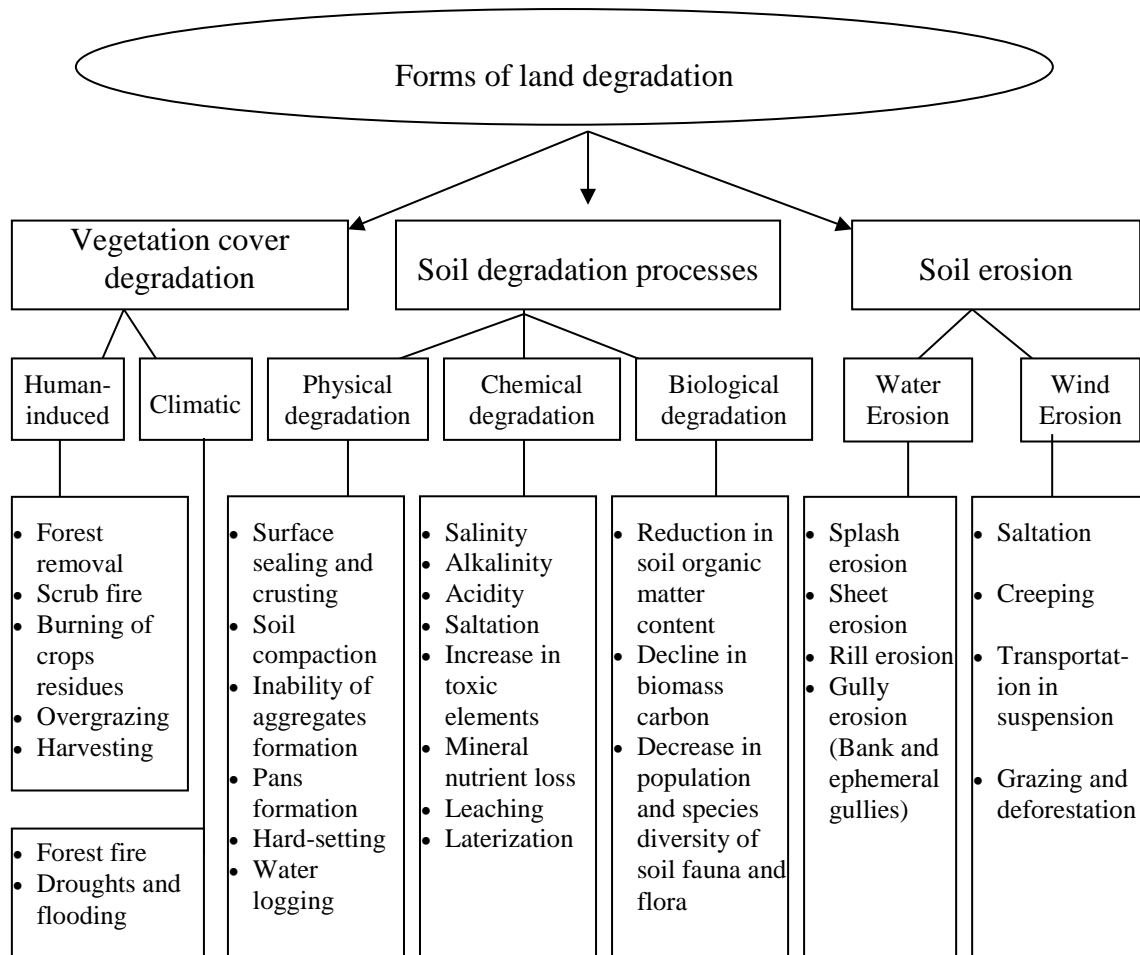 Forms of land degradation
Vegetation cover
degradation
Soil degradation processes
Soil erosion
Human-
induced
Climatic
Physical
degradation
Chemical
degradation
Biological
degradation
Water
Erosion
Wind
Erosion
• Forest
removal
• Scrub fire
• Burning of
crops
residues
• Overgrazing
• Harvesting
• Forest fire
• Droughts and
flooding
• Surface
sealing and
crusting
• Soil
compaction
• Inability of
aggregates
formation
• Pans
formation
• Hard-setting
• Water
logging
• Salinity
• Alkalinity
• Acidity
• Saltation
• Increase in
toxic
elements
• Mineral
nutrient loss
• Leaching
• Laterization
• Reduction in
soil organic
matter
content
• Decline in
biomass
carbon
• Decrease in
population
and species
diversity of
soil fauna and
flora
• Splash
erosion
• Sheet
erosion
• Rill erosion
• Gully
erosion
(Bank and
ephemeral
gullies)
• Saltation
• Creeping
• Transportat-
ion in
suspension
• Grazing and
deforestation